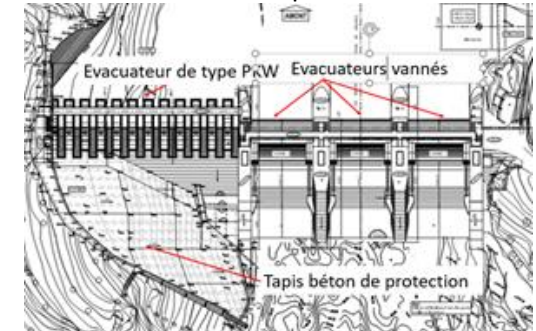 AMONT
Evacuateur de type PKW
Evacuateurs vannés
Tapis béton de protection